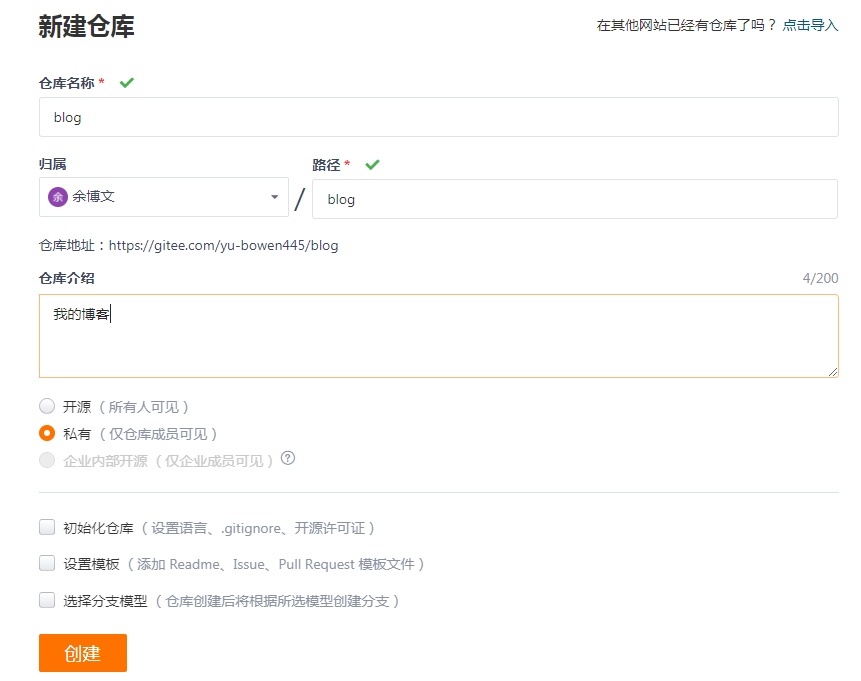 新建仓库
在其他网站已经有仓库了吗？ 点击导入
仓库名称 *
blog
归属
路径 *
余 余博文
/
blog
仓库地址：https://gitee.com/yu-bowen445/blog
仓库介绍
4/200
我的博客
开源（所有人可见）
私有（仅仓库成员可见）
企业内部开源（仅企业成员可见） ?
初始化仓库（设置语言、.gitignore、开源许可证）
设置模板（添加 Readme、Issue、Pull Request 模板文件）
选择分支模型（仓库创建后将根据所选模型创建分支）
创建